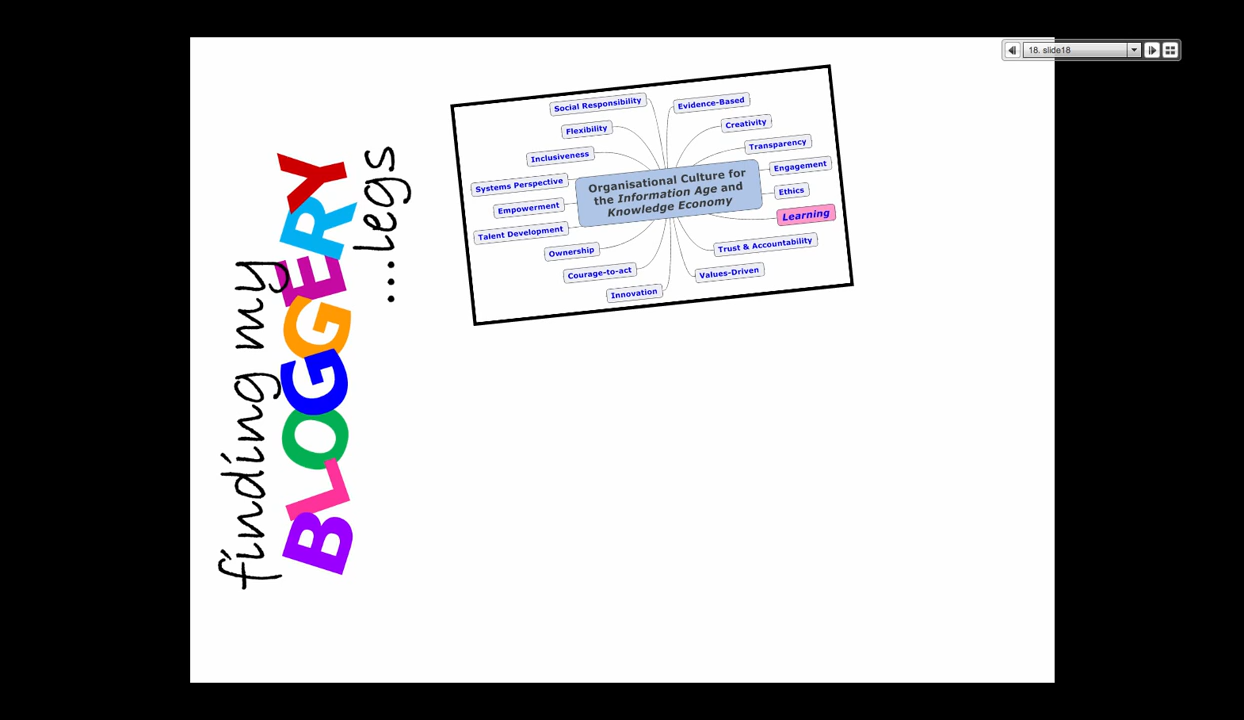 18. slide18
finding my
BLOGGERY
...legs
Organisational Culture for
the Information Age and
Knowledge Economy
Social Responsibility
Flexibility
Inclusiveness
Systems Perspective
Empowerment
Talent Development
Ownership
Courage-to-act
Innovation
Evidence-Based
Creativity
Transparency
Engagement
Ethics
Learning
Trust & Accountability
Values-Driven